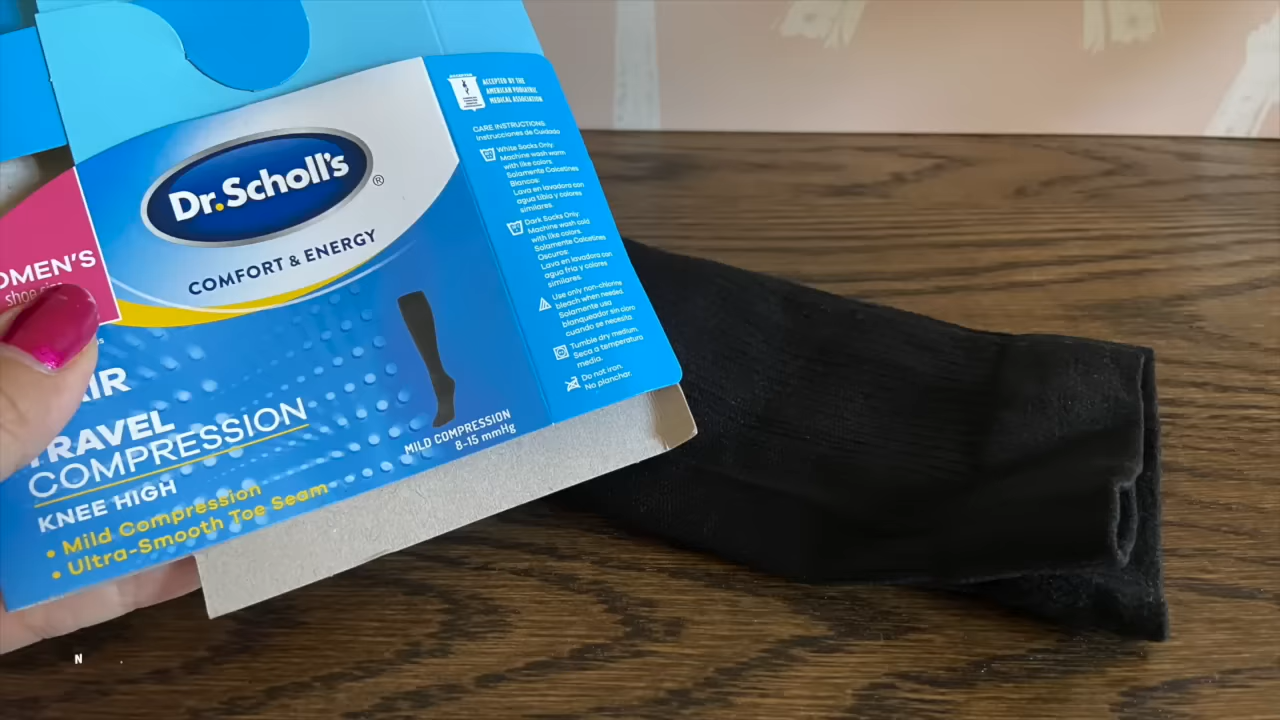 Dr.Scholl's®
COMFORT & ENERGY
OMEN'S
shoe
IR
TRAVEL
COMPRESSION
KNEE HIGH
• Mild Compression
• Ultra-Smooth Toe Seam
MILD COMPRESSION
8-15 mmHg
ACCEPTED BY THE
AMERICAN PODIATRIC
MEDICAL ASSOCIATION
CARE INSTRUCTIONS:
Instrucciones de Cuidado
White Socks Only:
Machine wash warm
with like colors.
Solamente Calcetines
Blancos:
Lava en lavadora con
agua tibia y colores
similares.
Dark Socks Only:
Machine wash cold
with like colors.
Solamente Calcetines
Oscuros:
Lava en lavadora con
agua fria y colores
similares.
Use only non-chlorine
bleach when needed.
Solamente usa
blanqueador sin cloro
cuando se necesita.
Tumble dry medium.
Seca a temperatura
media.
Do not iron.
No planchar.
N